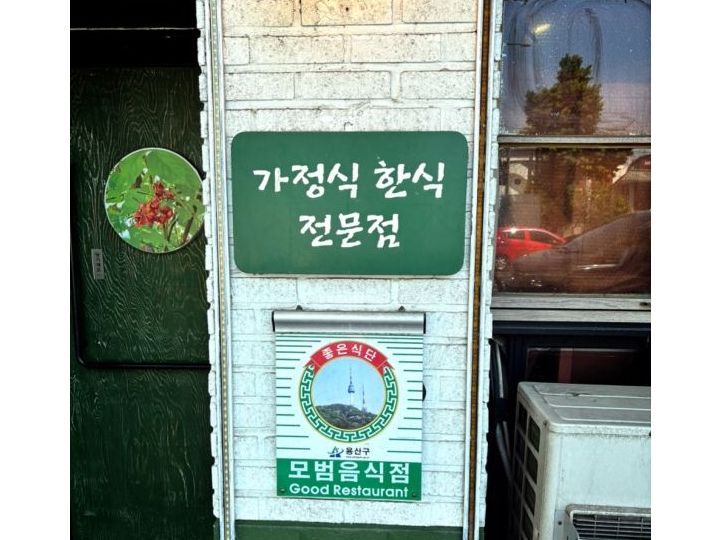 가정식 한식
전문점
좋은식단
용산구
모범음식점
Good Restaurant